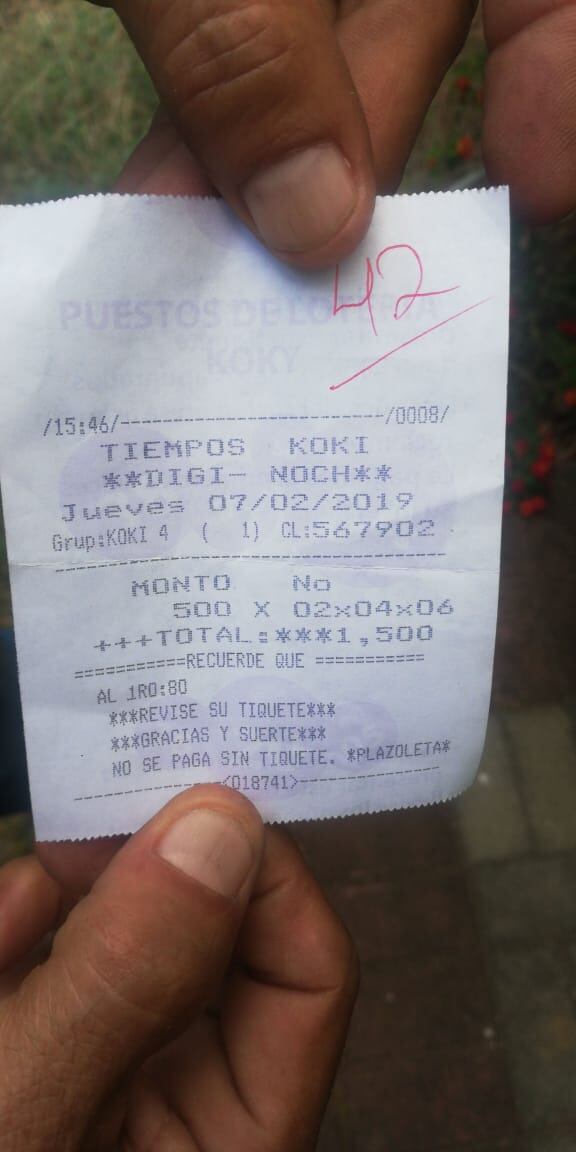 42
PUESTOS DE LOTERIA
KOKY
/15:46/------------------------/0008/
TIEMPOS KOKI
**DIGI- NOCH**
Jueves 07/02/2019
Grup:KOKI 4 ( 1) CL:567902
MONTO No
500 X 02x04x06
+++TOTAL:***1,500
===========RECUERDE QUE ===========
AL 1RO:80
***REVISE SU TIQUETE***
***GRACIAS Y SUERTE***
NO SE PAGA SIN TIQUETE. *PLAZOLETA*
----------------<018741>---------------